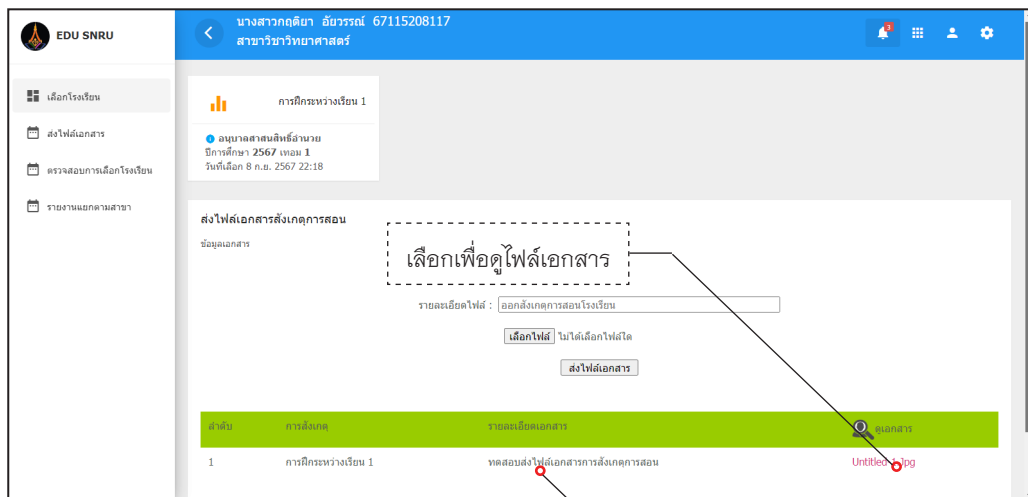 EDU SNRU
นางสาวกฤติยา อัยวรรณ์ 67115208117
สาขาวิชาวิทยาศาสตร์
3
เลือกโรงเรียน
ส่งไฟล์เอกสาร
ตรวจสอบการเลือกโรงเรียน
รายงานแยกตามสาขา
การฝึกระหว่างเรียน 1
อนุบาลศาสนสิทธิ์อำนวย
ปีการศึกษา 2567 เทอม 1
วันที่เลือก 8 ก.ย. 2567 22:18
ส่งไฟล์เอกสารสังเกตุการสอน
ข้อมูลเอกสาร
เลือกเพื่อดูไฟล์เอกสาร
รายละเอียดไฟล์ : ออกสังเกตุการสอนโรงเรียน
เลือกไฟล์ ไม่ได้เลือกไฟล์ใด
ส่งไฟล์เอกสาร
ลำดับ การสังเกตุ รายละเอียดเอกสาร ดูเอกสาร
1 การฝึกระหว่างเรียน 1 ทดสอบส่งไฟล์เอกสารการสังเกตุการสอน Untitled-1.jpg